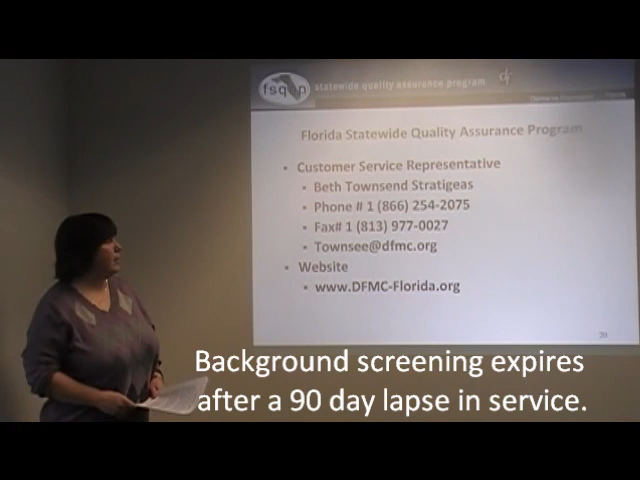 fsqap statewide quality assurance program df
Florida Statewide Quality Assurance Program
• Customer Service Representative
• Beth Townsend Stratigeas
• Phone # 1 (866) 254-2075
• Fax# 1 (813) 977-0027
• Townsee@dfmc.org
• Website
• www.DFMC-Florida.org
Background screening expires
after a 90 day lapse in service.